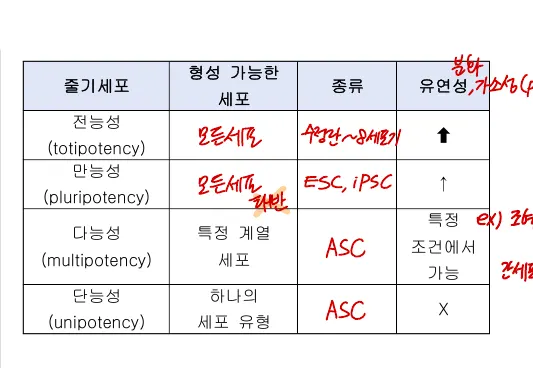 분화
줄기세포 형성 가능한 세포 종류 유연성, 가소성(
전능성 (totipotency) 모든세포 수정란~8세포기 ⬆
만능성 (pluripotency) 모든세포 태반 ESC, iPSC ↑
다능성 (multipotency) 특정 계열 세포 ASC 특정 조건에서 가능 ex)
단능성 (unipotency) 하나의 세포 유형 ASC X